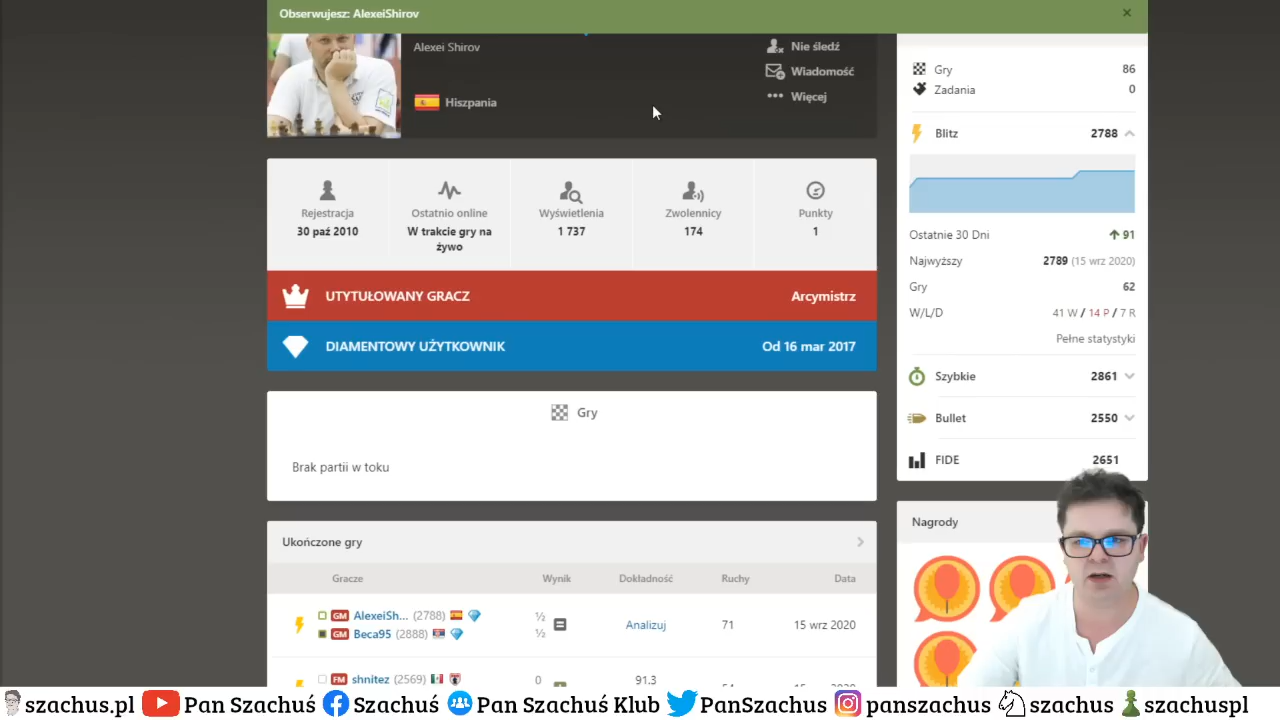 Obserwujesz: AlexeiShirov
×
Alexei Shirov
Hiszpania
Nie śledź
Wiadomość
Więcej
Rejestracja
30 paź 2010
Ostatnio online
W trakcie gry na żywo
Wyświetlenia
1 737
Zwolennicy
174
Punkty
1
UTYTUŁOWANY GRACZ Arcymistrz
DIAMENTOWY UŻYTKOWNIK Od 16 mar 2017
Gry
Brak partii w toku
Ukończone gry
Gracze Wynik Dokładność Ruchy Data
GM AlexeiSh... (2788) ½
GM Beca95 (2888) ½
Analizuj 71 15 wrz 2020
FM shnitez (2569) 0
91.3
Gry 86
Zadania 0
Blitz 2788
Ostatnie 30 Dni 91
Najwyższy 2789 (15 wrz 2020)
Gry 62
W/L/D 41 W / 14 P / 7 R
Pełne statystyki
Szybkie 2861
Bullet 2550
FIDE 2651
Nagrody
szachus.pl Pan Szachuś Szachuś Pan Szachuś Klub PanSzachus panszachus szachus szachuspl